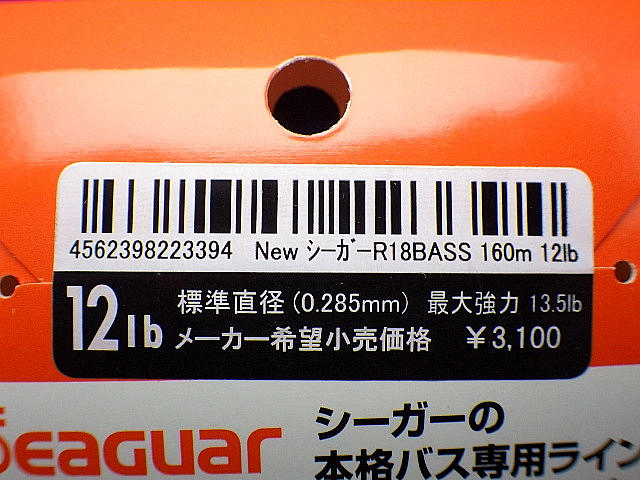 4562398223394 New シーガーR18BASS 160m 12lb
12lb
標準直径(0.285mm) 最大強力 13.5lb
メーカー希望小売価格 ￥3,100
Seaguar
シーガーの
本格バス専用ライン